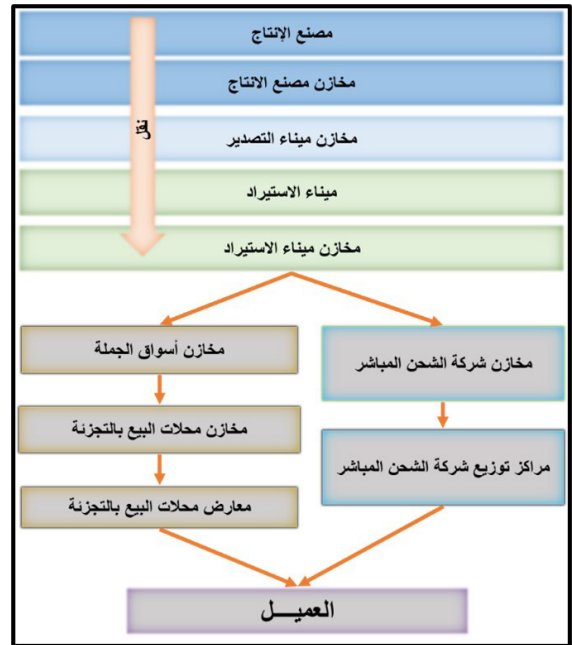 مصنع الإنتاج
مخازن مصنع الانتاج
نقل
مخازن ميناء التصدير
ميناء الاستيراد
مخازن ميناء الاستيراد
مخازن شركة الشحن المباشر
مراكز توزيع شركة الشحن المباشر
مخازن أسواق الجملة
مخازن محلات البيع بالتجزئة
معارض محلات البيع بالتجزئة
العميـــل